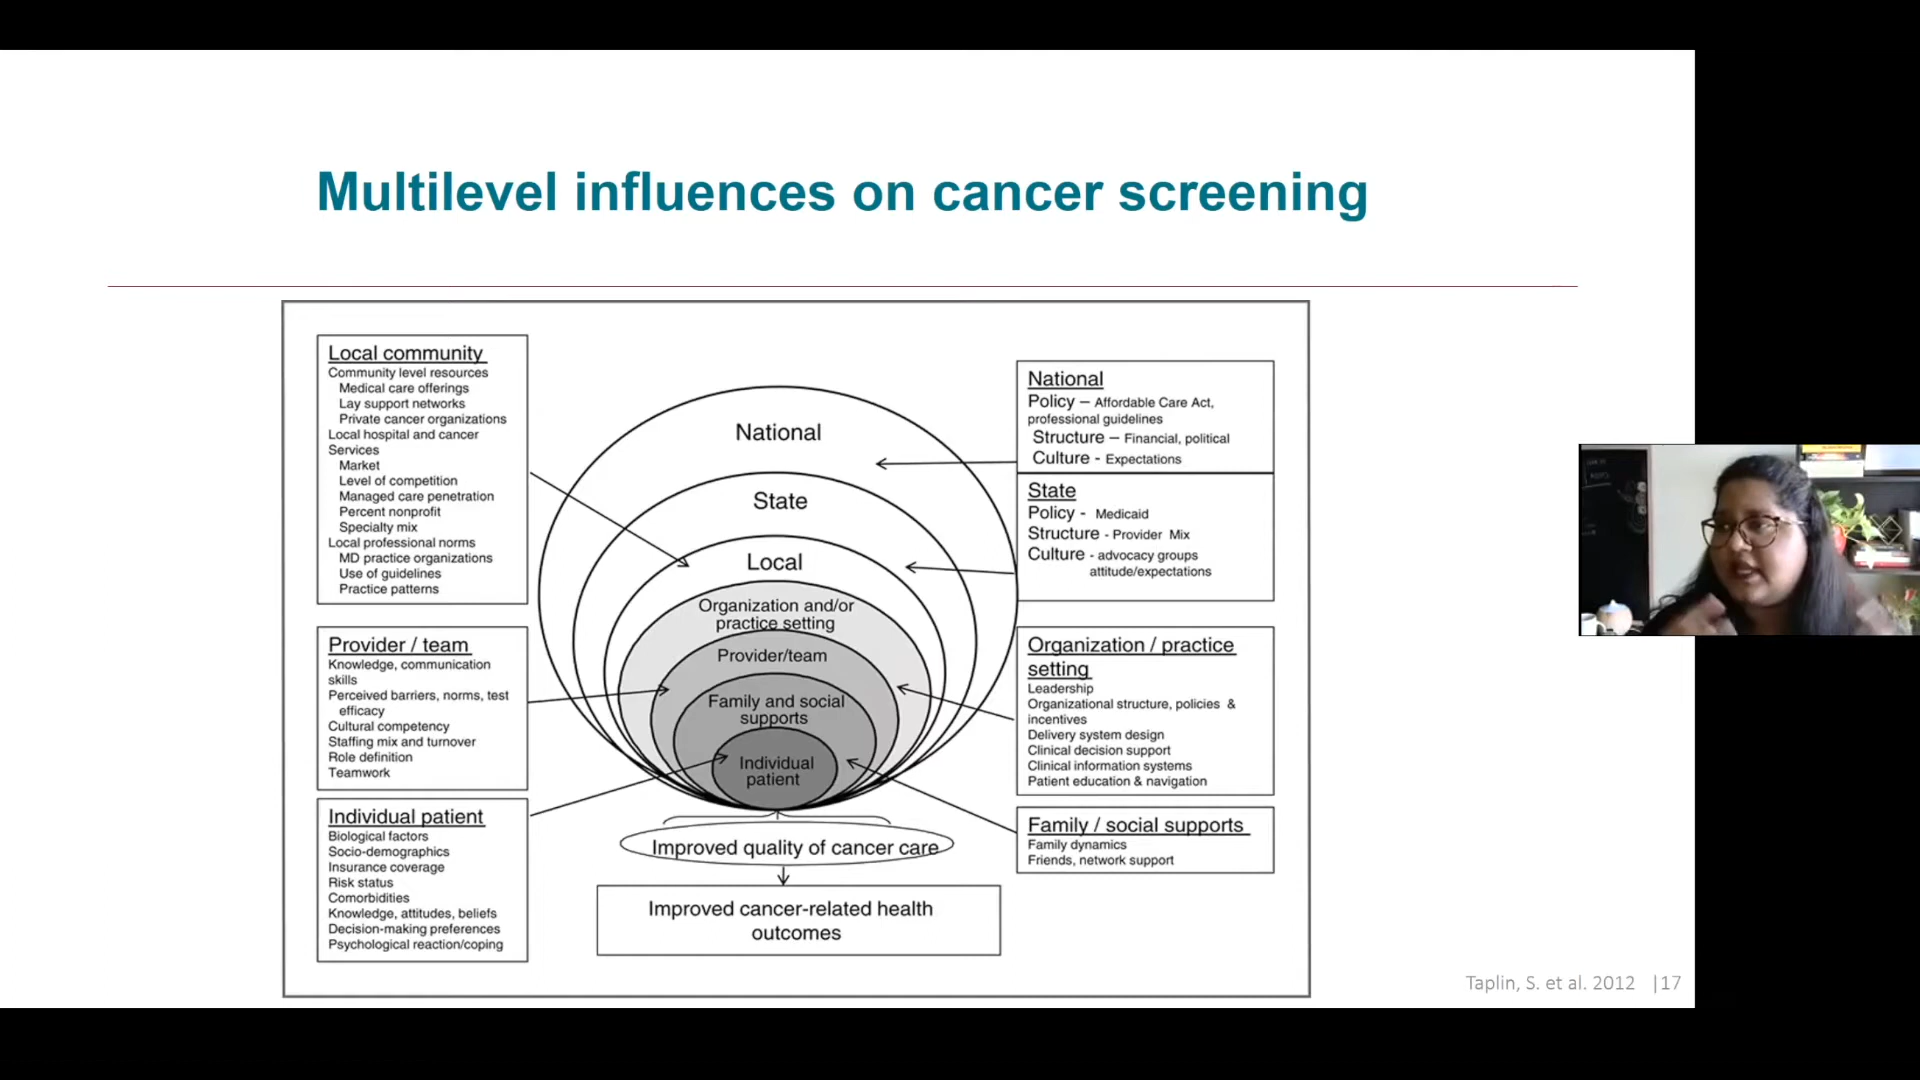 Multilevel influences on cancer screening
Local community
Community level resources
Medical care offerings
Lay support networks
Private cancer organizations
Local hospital and cancer
Services
Market
Level of competition
Managed care penetration
Percent nonprofit
Specialty mix
Local professional norms
MD practice organizations
Use of guidelines
Practice patterns
Provider / team
Knowledge, communication
skills
Perceived barriers, norms, test
efficacy
Cultural competency
Staffing mix and turnover
Role definition
Teamwork
Individual patient
Biological factors
Socio-demographics
Insurance coverage
Risk status
Comorbidities
Knowledge, attitudes, beliefs
Decision-making preferences
Psychological reaction/coping
National
State
Local
Organization and/or
practice setting
Provider/team
Family and social
supports
Individual
patient
Improved quality of cancer care
Improved cancer-related health
outcomes
National
Policy – Affordable Care Act,
professional guidelines
Structure – Financial, political
Culture - Expectations
State
Policy - Medicaid
Structure - Provider Mix
Culture - advocacy groups
attitude/expectations
Organization / practice
setting
Leadership
Organizational structure, policies &
incentives
Delivery system design
Clinical decision support
Clinical information systems
Patient education & navigation
Family / social supports
Family dynamics
Friends, network support
Taplin, S. et al. 2012 |17